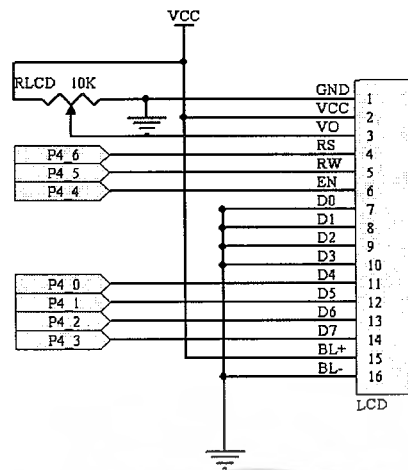 VCC
RLCD 10K
GND 1
VCC 2
VO 3
P4_6 RS 4
P4_5 RW 5
P4_4 EN 6
D0 7
D1 8
D2 9
D3 10
P4_0 D4 11
P4_1 D5 12
P4_2 D6 13
P4_3 D7 14
BL+ 15
BL- 16
LCD